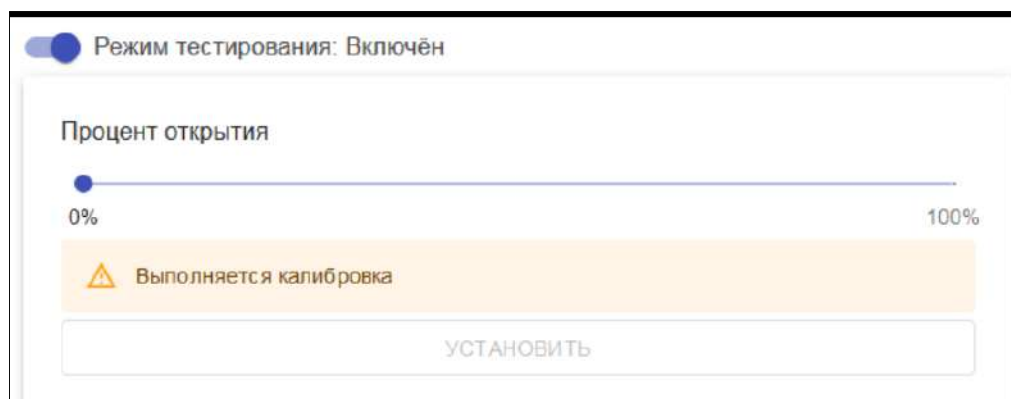 Режим тестирования: Включён
Процент открытия
0% 100%
Выполняется калибровка
УСТАНОВИТЬ